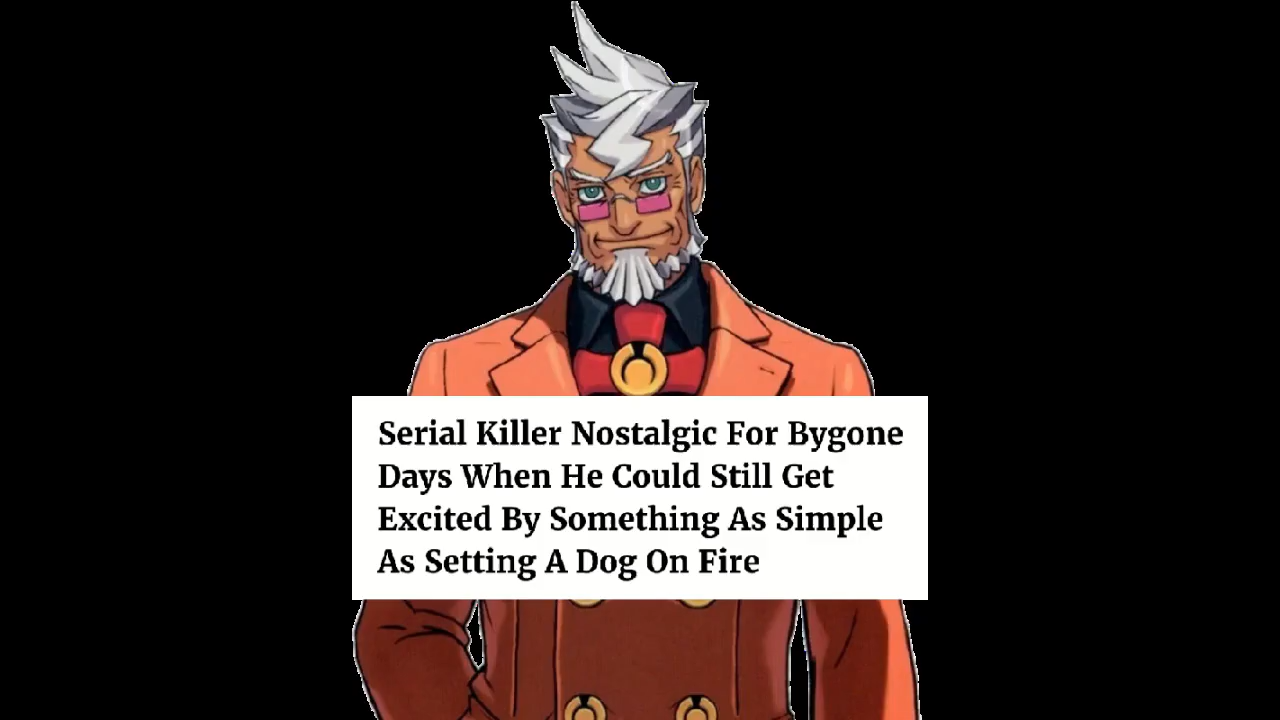 Serial Killer Nostalgic For Bygone
Days When He Could Still Get
Excited By Something As Simple
As Setting A Dog On Fire